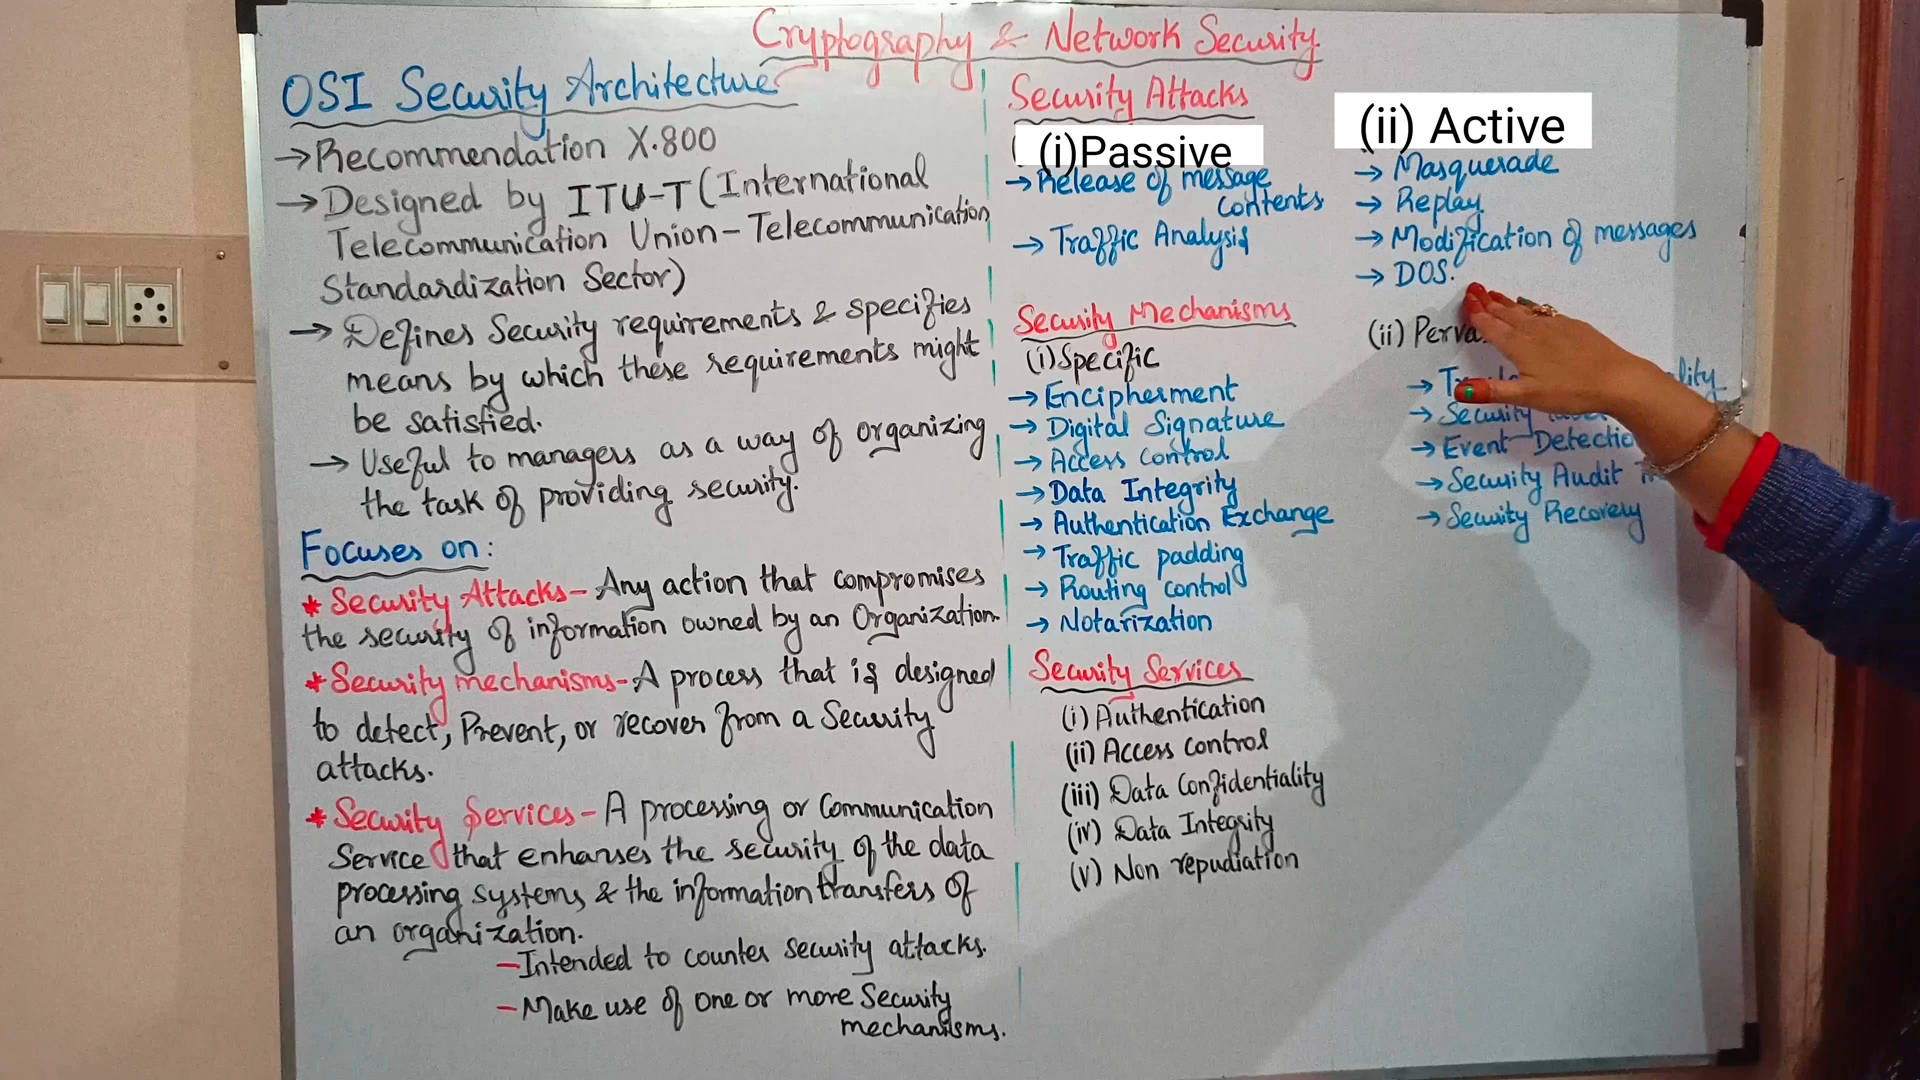 Cryptography & Network Security
OSI Security Architecture
→ Recommendation X.800
→ Designed by ITU-T (International
Telecommunication Union - Telecommunication
Standardization Sector)
→ Defines Security requirements & specifies
means by which these requirements might
be satisfied.
→ Useful to managers as a way of organizing
the task of providing security.
Focuses on:
* Security Attacks - Any action that compromises
the security of information owned by an Organization.
* Security mechanisms - A process that is designed
to detect, Prevent, or recover from a Security
attacks.
* Security Services - A processing or Communication
Service that enhanses the security of the data
processing systems & the information transfers of
an organization.
- Intended to counter security attacks.
- Make use of one or more Security
mechanisms.
Security Attacks
(i)Passive
→ Release of message
contents
→ Traffic Analysis
(ii) Active
→ Masquerade
→ Replay
→ Modification of messages
→ DOS.
Security Mechanisms
(i) Specific
→ Encipherment
→ Digital Signature
→ Access control
→ Data Integrity
→ Authentication Exchange
→ Traffic padding
→ Routing control
→ Notarization
(ii)
→
→ Security
→ Event Detectio
→ Security Audit
→ Security Recovery
Security Services
(i) Authentication
(ii) Access control
(iii) Data Confidentiality
(iv) Data Integrity
(v) Non repudiation